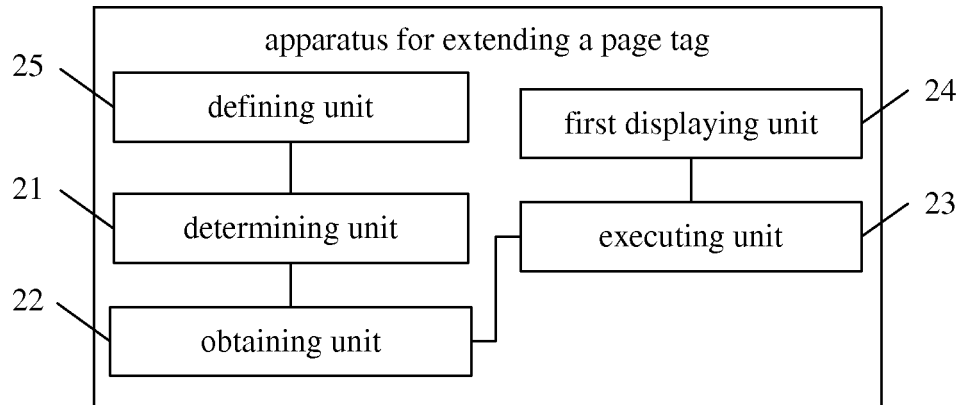 apparatus for extending a page tag
25
defining unit
21
determining unit
22
obtaining unit
first displaying unit
24
executing unit
23